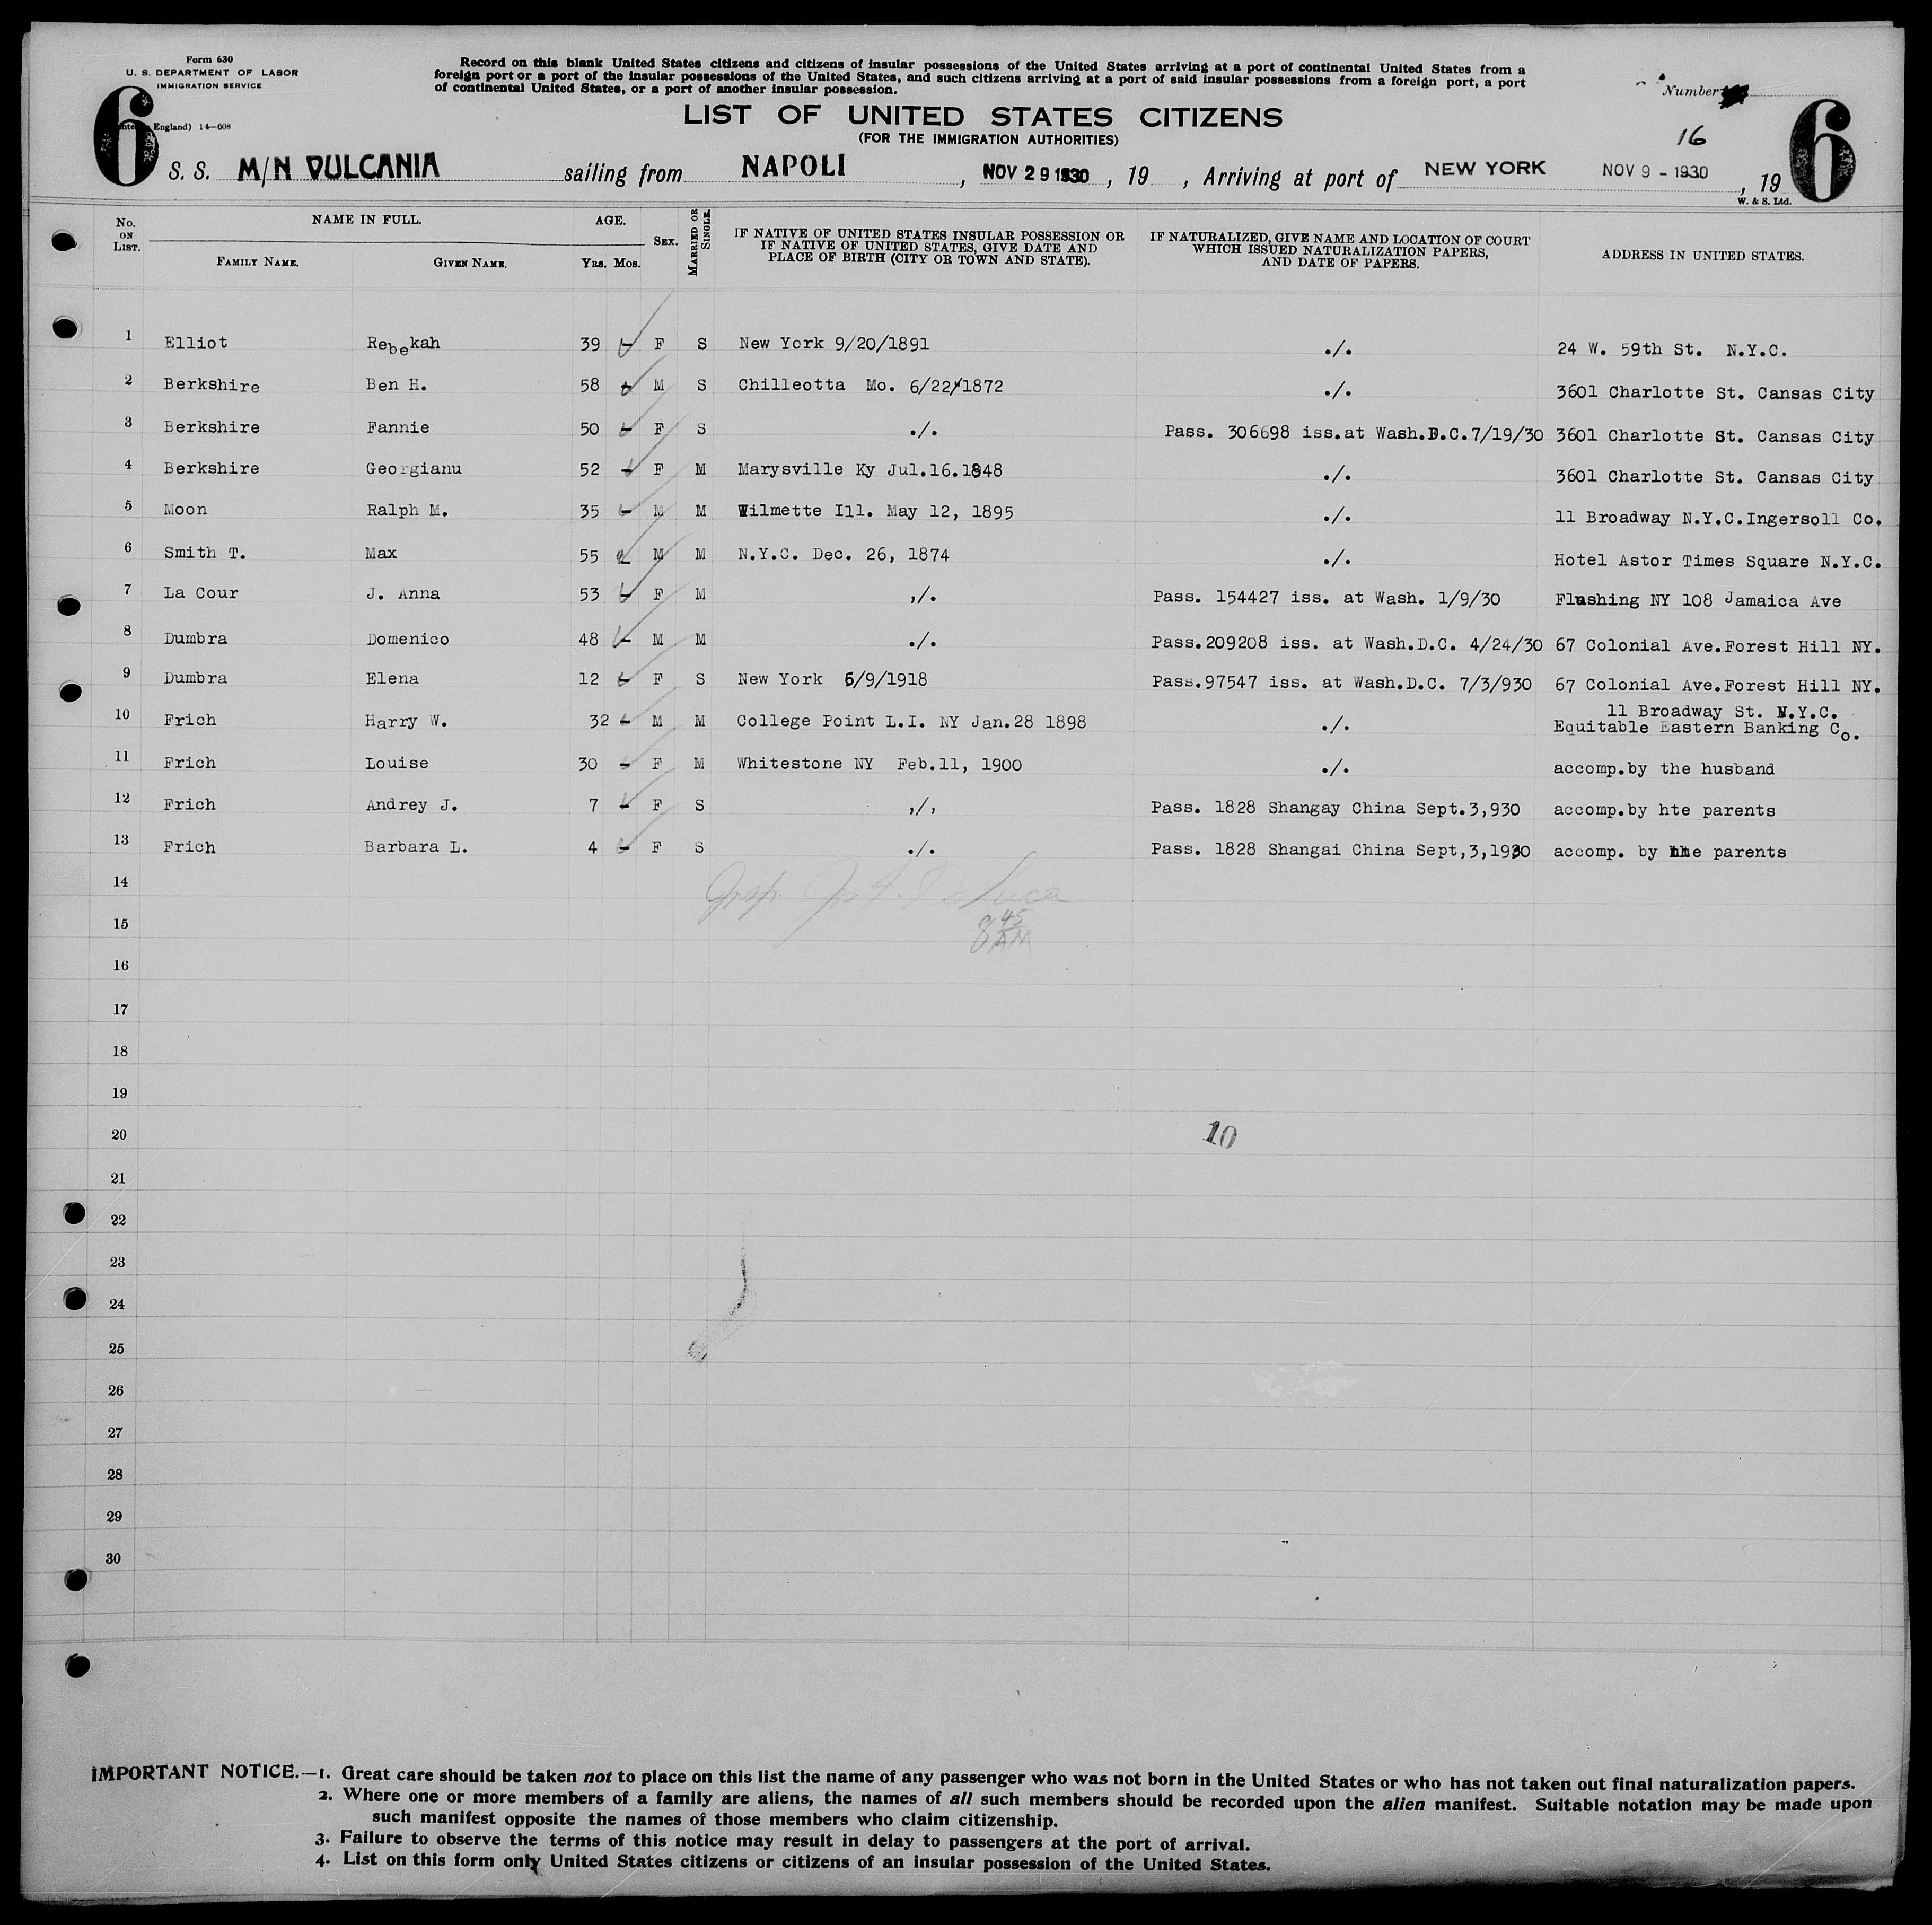 Form 630
U. S. DEPARTMENT OF LABOR
IMMIGRATION SERVICE
England) 14—608
Record on this blank United States citizens and citizens of insular possessions of the United States arriving at a port of continental United States from a
foreign port or a port of the insular possessions of the United States, and such citizens arriving at a port of said insular possessions from a foreign port, a port
of continental United States, or a port of another insular possession.
Number
6
LIST OF UNITED STATES CITIZENS
(FOR THE IMMIGRATION AUTHORITIES)
16
6
S. S. M/N VULCANIA sailing from NAPOLI, NOV 29 1930, 19 , Arriving at port of NEW YORK NOV 9 - 1930, 19
W. & S. Ltd.
No. ON LIST. NAME IN FULL. AGE. SEX. MARRIED OR SINGLE. IF NATIVE OF UNITED STATES INSULAR POSSESSION OR IF NATIVE OF UNITED STATES, GIVE DATE AND PLACE OF BIRTH (CITY OR TOWN AND STATE). IF NATURALIZED, GIVE NAME AND LOCATION OF COURT WHICH ISSUED NATURALIZATION PAPERS, AND DATE OF PAPERS. ADDRESS IN UNITED STATES.
FAMILY NAME. GIVEN NAME. YRS. MOS.
1 Elliot Rebekah 39 F S New York 9/20/1891 ./. 24 W. 59th St. N.Y.C.
2 Berkshire Ben H. 58 M S Chilleotta Mo. 6/22/1872 ./. 3601 Charlotte St. Cansas City
3 Berkshire Fannie 50 F S ./. Pass. 306698 iss.at Wash.D.C.7/19/30 3601 Charlotte St. Cansas City
4 Berkshire Georgianu 52 F M Marysville Ky Jul.16.1848 ./. 3601 Charlotte St. Cansas City
5 Moon Ralph M. 35 M M Wilmette Ill. May 12, 1895 ./. 11 Broadway N.Y.C.Ingersoll Co.
6 Smith T. Max 55 M M N.Y.C. Dec. 26, 1874 ./. Hotel Astor Times Square N.Y.C.
7 La Cour J. Anna 53 F M ,/. Pass. 154427 iss. at Wash. 1/9/30 Flushing NY 108 Jamaica Ave
8 Dumbra Domenico 48 M M ./. Pass.209208 iss. at Wash.D.C. 4/24/30 67 Colonial Ave.Forest Hill NY.
9 Dumbra Elena 12 F S New York 6/9/1918 Pass.97547 iss. at Wash.D.C. 7/3/930 67 Colonial Ave.Forest Hill NY.
10 Frich Harry W. 32 M M College Point L.I. NY Jan.28 1898 ./. 11 Broadway St. N.Y.C.
Equitable Eastern Banking Co.
11 Frich Louise 30 F M Whitestone NY Feb.11, 1900 ./. accomp.by the husband
12 Frich Andrey J. 7 F S ,/, Pass. 1828 Shangay China Sept.3,930 accomp.by hte parents
13 Frich Barbara L. 4 F S ./. Pass. 1828 Shangai China Sept,3,1930 accomp. by the parents
14
Insp.
15
8 45 AM
16
17
18
19
20
10
21
22
23
24
25
26
27
28
29
30
IMPORTANT NOTICE.—1. Great care should be taken not to place on this list the name of any passenger who was not born in the United States or who has not taken out final naturalization papers.
2. Where one or more members of a family are aliens, the names of all such members should be recorded upon the alien manifest. Suitable notation may be made upon
such manifest opposite the names of those members who claim citizenship.
3. Failure to observe the terms of this notice may result in delay to passengers at the port of arrival.
4. List on this form only United States citizens or citizens of an insular possession of the United States.